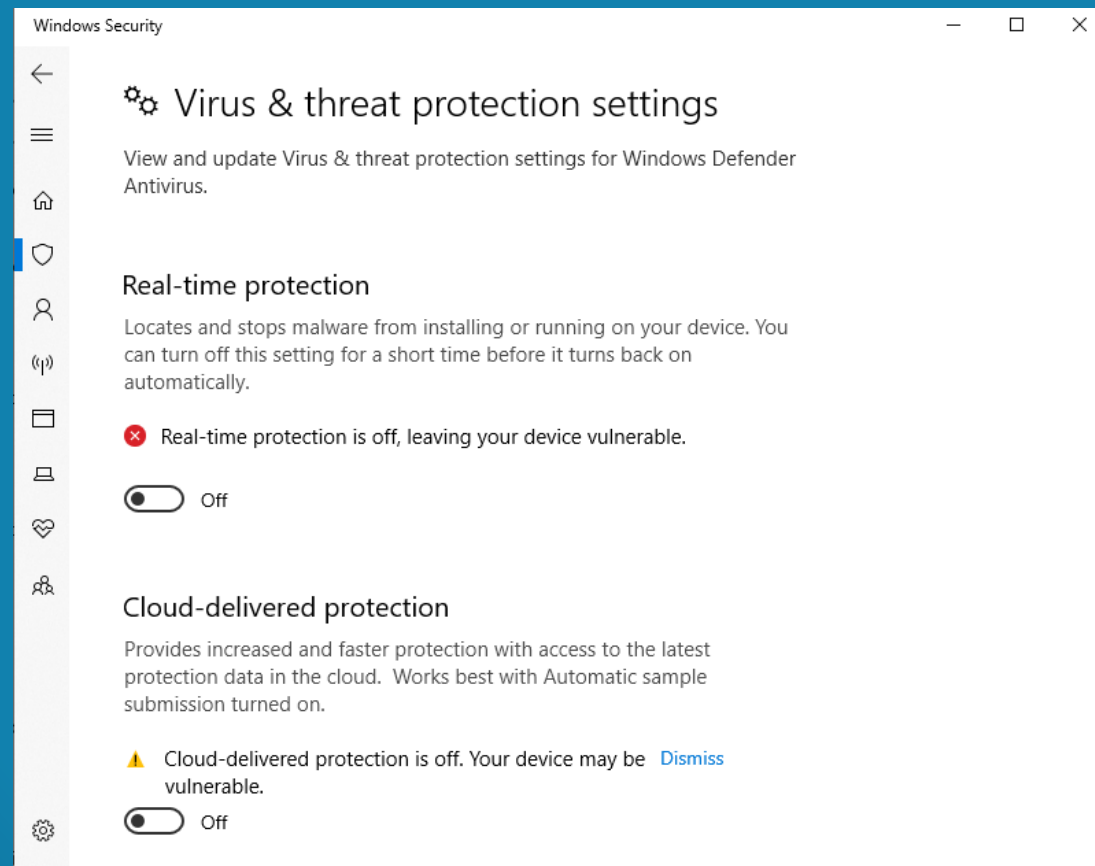 Windows Security
Virus & threat protection settings
View and update Virus & threat protection settings for Windows Defender
Antivirus.
Real-time protection
Locates and stops malware from installing or running on your device. You
can turn off this setting for a short time before it turns back on
automatically.
Real-time protection is off, leaving your device vulnerable.
Off
Cloud-delivered protection
Provides increased and faster protection with access to the latest
protection data in the cloud.  Works best with Automatic sample
submission turned on.
Cloud-delivered protection is off. Your device may be Dismiss
vulnerable.
Off